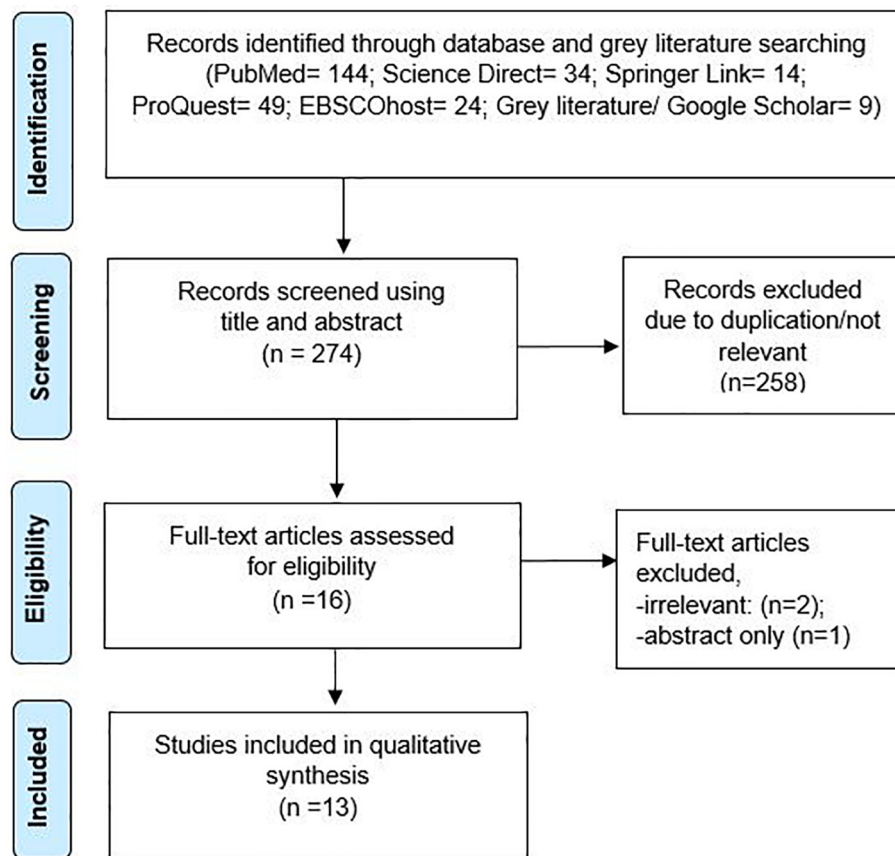 Identification
Records identified through database and grey literature searching
(PubMed= 144; Science Direct= 34; Springer Link= 14;
ProQuest= 49; EBSCOhost= 24; Grey literature/ Google Scholar= 9)
Screening
Records screened using
title and abstract
(n = 274)
Records excluded
due to duplication/not
relevant
(n=258)
Eligibility
Full-text articles assessed
for eligibility
(n =16)
Full-text articles
excluded,
-irrelevant: (n=2);
-abstract only (n=1)
Included
Studies included in qualitative
synthesis
(n =13)